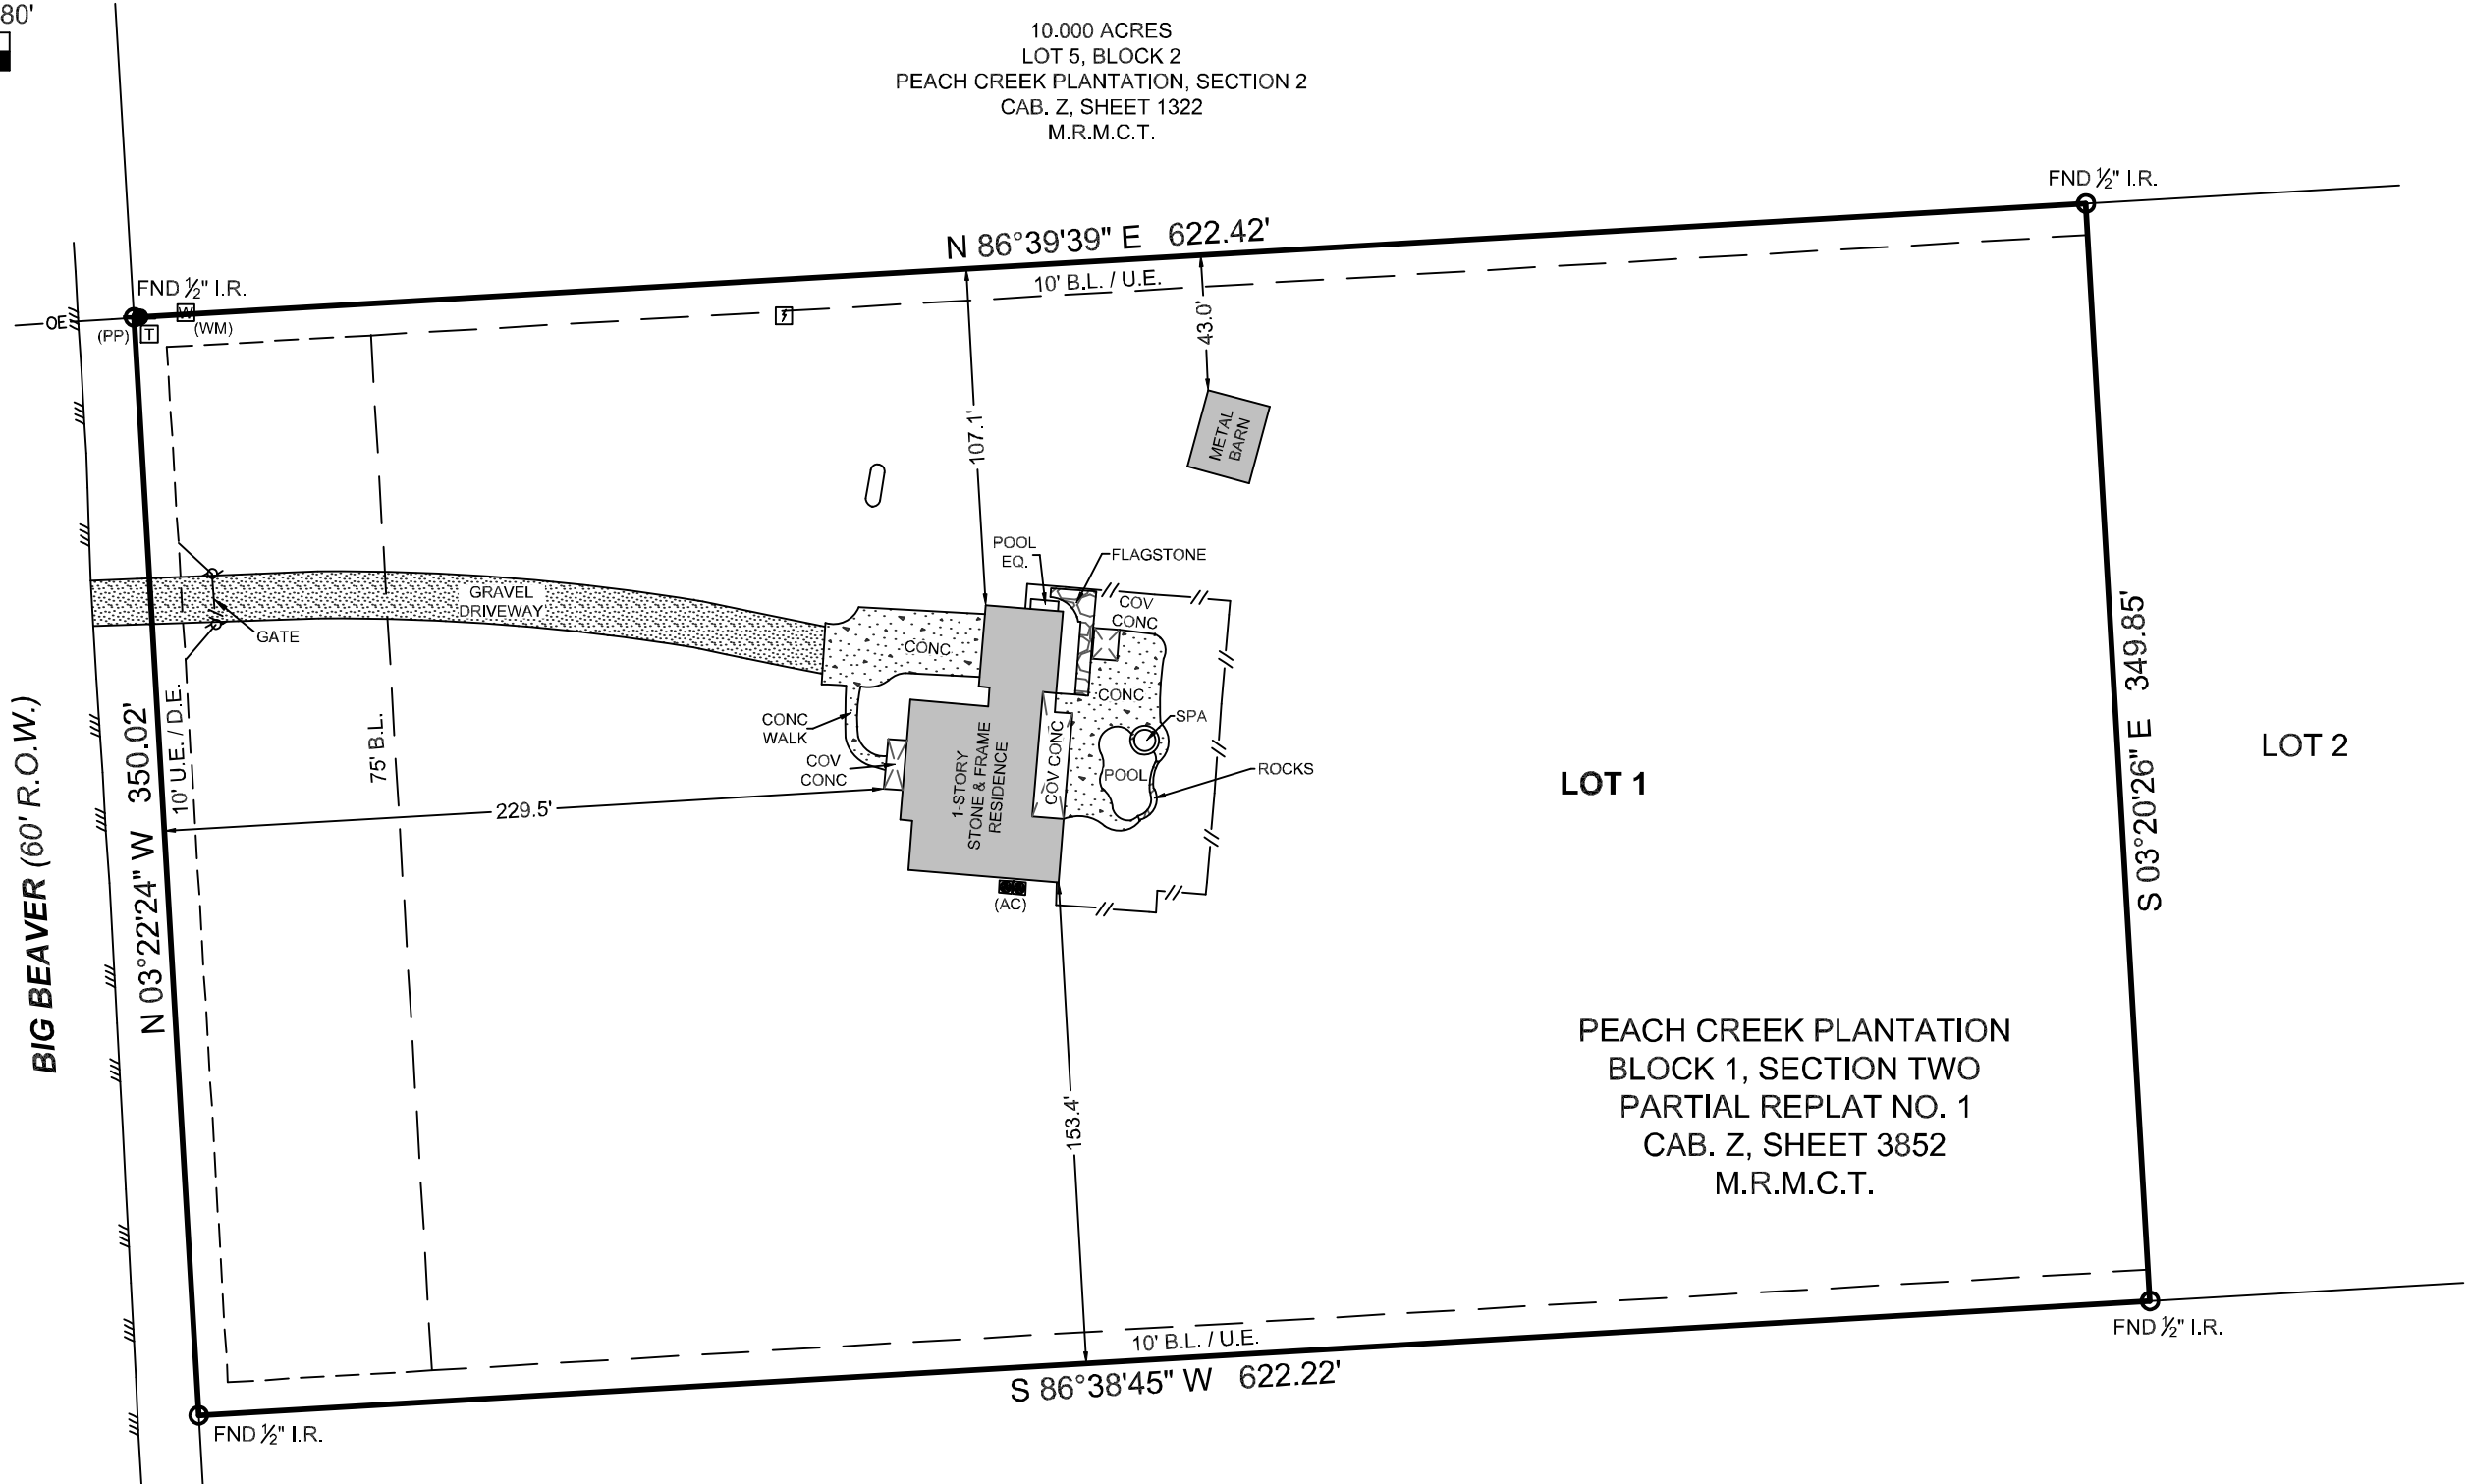 80'
10.000 ACRES
LOT 5, BLOCK 2
PEACH CREEK PLANTATION, SECTION 2
CAB. Z, SHEET 1322
M.R.M.C.T.
FND ½" I.R.
N 86°39'39" E 622.42'
10' B.L. / U.E.
FND ½" I.R.
OE
(PP)
T
W
(WM)
43.0'
107.1'
METAL
BARN
POOL
EQ.
FLAGSTONE
COV
CONC
GRAVEL
DRIVEWAY
GATE
CONC
CONC
SPA
CONC
WALK
COV
CONC
COV CONC
POOL
ROCKS
1-STORY
STONE & FRAME
RESIDENCE
(AC)
229.5'
75' B.L.
10' U.E. / D.E.
N 03°22'24" W 350.02'
BIG BEAVER (60' R.O.W.)
LOT 1
S 03°20'26" E 349.85'
LOT 2
153.4'
PEACH CREEK PLANTATION
BLOCK 1, SECTION TWO
PARTIAL REPLAT NO. 1
CAB. Z, SHEET 3852
M.R.M.C.T.
10' B.L. / U.E.
S 86°38'45" W 622.22'
FND ½" I.R.
FND ½" I.R.